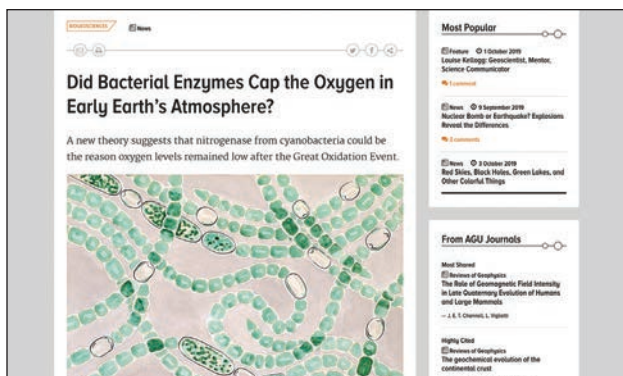 BIOGEOSCIENCES News
Did Bacterial Enzymes Cap the Oxygen in
Early Earth's Atmosphere?
A new theory suggests that nitrogenase from cyanobacteria could be
the reason oxygen levels remained low after the Great Oxidation Event.
Most Popular
Feature 1 October 2019
Louise Kellogg: Geoscientist, Mentor,
Science Communicator
1 comment
News 9 September 2019
Nuclear Bomb or Earthquake? Explosions
Reveal the Differences
2 comments
News 3 October 2019
Red Skies, Black Holes, Green Lakes, and
Other Colorful Things
From AGU Journals
Most Shared
Reviews of Geophysics
The Role of Geomagnetic Field Intensity
in Late Quaternary Evolution of Humans
and Large Mammals
— J. E. T. Channell, L. Vigliotti
Highly Cited
Reviews of Geophysics
The geochemical evolution of the
continental crust